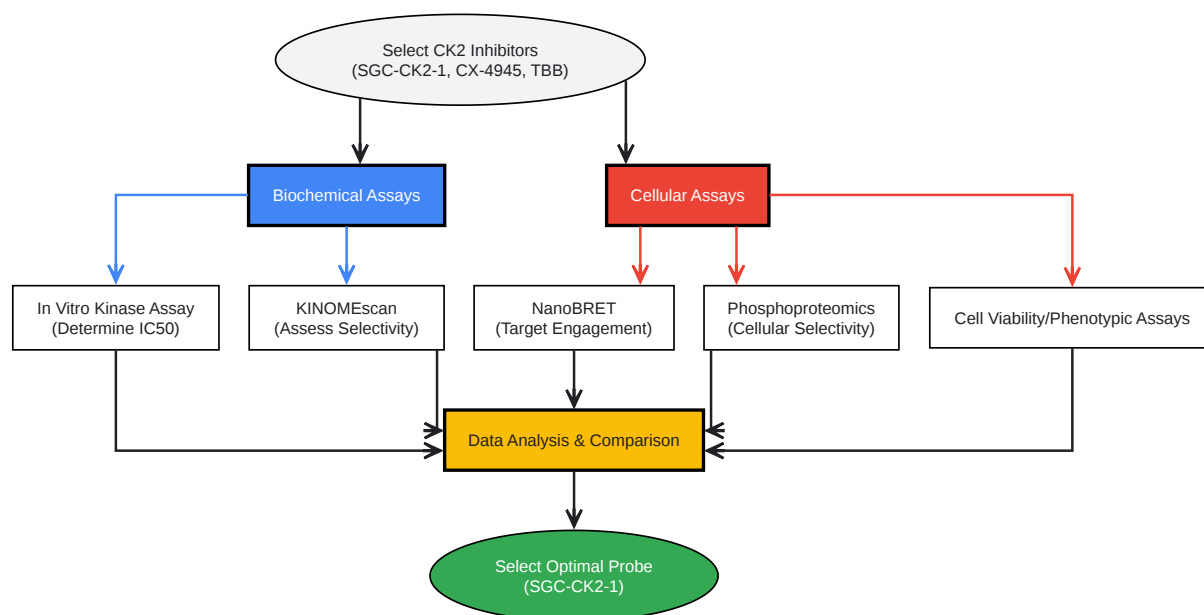 Select CK2 Inhibitors
(SGC-CK2-1, CX-4945, TBB)
Biochemical Assays
Cellular Assays
In Vitro Kinase Assay
(Determine IC50)
KINOMEscan
(Assess Selectivity)
NanoBRET
(Target Engagement)
Phosphoproteomics
(Cellular Selectivity)
Cell Viability/Phenotypic Assays
Data Analysis & Comparison
Select Optimal Probe
(SGC-CK2-1)